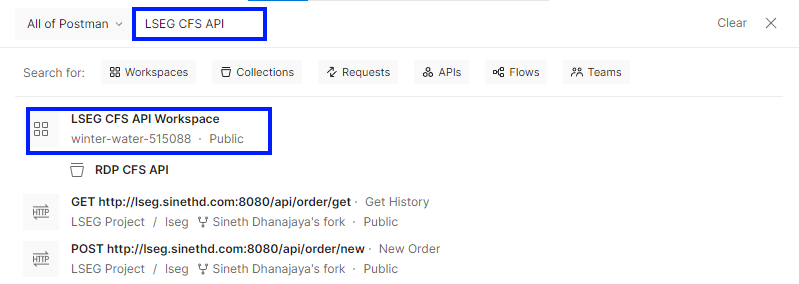 All of Postman LSEG CFS API Clear
Search for: Workspaces Collections Requests APIs Flows Teams
LSEG CFS API Workspace
winter-water-515088 · Public
RDP CFS API
HTTP GET http://lseg.sinethd.com:8080/api/order/get · Get History
LSEG Project / lseg Sineth Dhanajaya's fork · Public
HTTP POST http://lseg.sinethd.com:8080/api/order/new · New Order
LSEG Project / lseg Sineth Dhanajaya's fork · Public